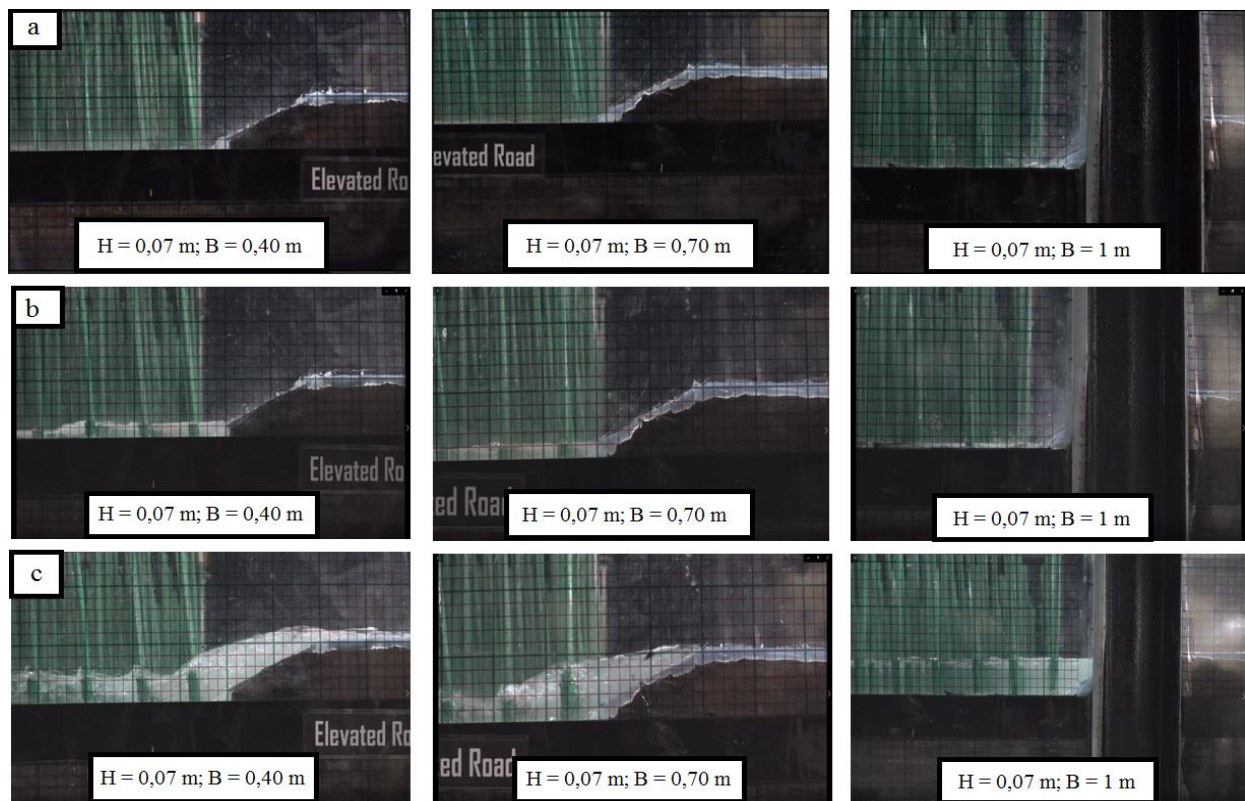 a
Elevated Ro
H = 0,07 m; B = 0,40 m
evated Road
H = 0,07 m; B = 0,70 m
H = 0,07 m; B = 1 m
b
Elevated Ro
H = 0,07 m; B = 0,40 m
ted Road
H = 0,07 m; B = 0,70 m
H = 0,07 m; B = 1 m
c
Elevated Ro
H = 0,07 m; B = 0,40 m
ed Road
H = 0,07 m; B = 0,70 m
H = 0,07 m; B = 1 m